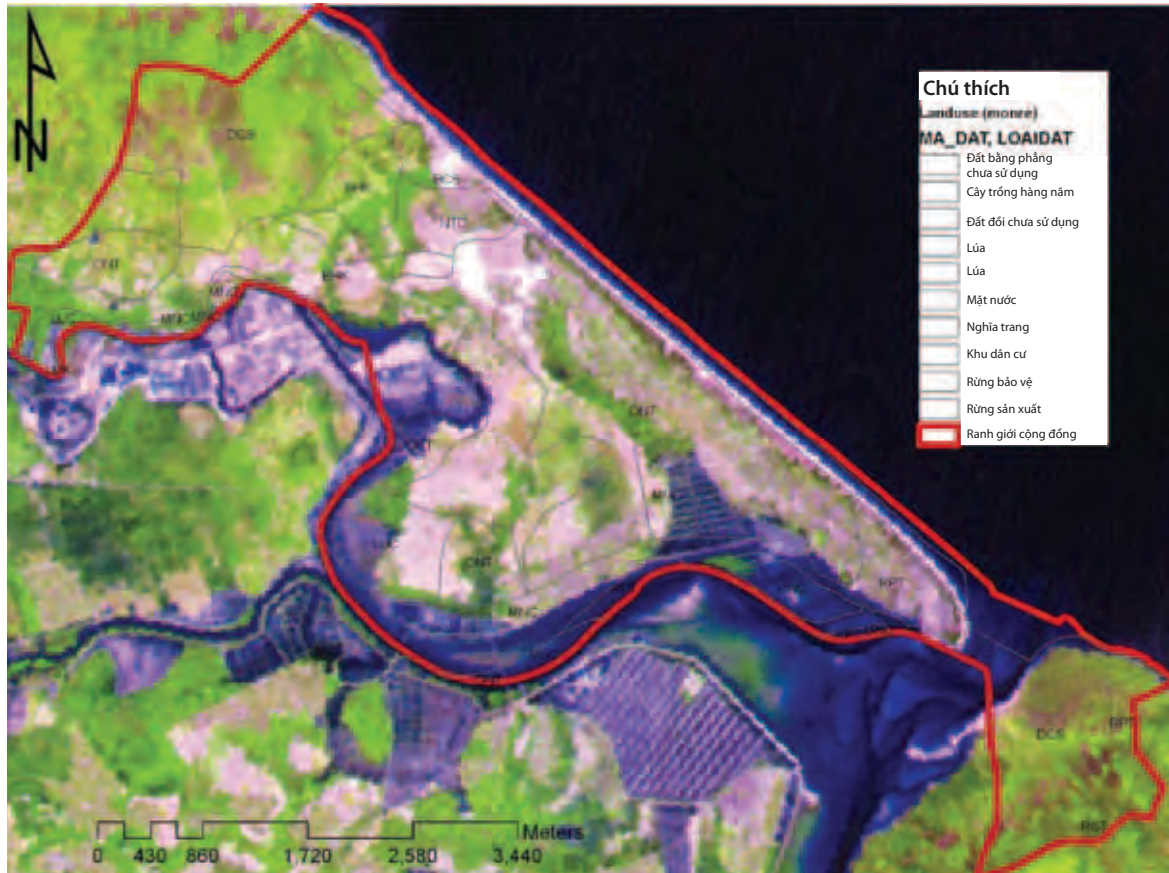 N
Chú thích
Landuse (monre)
MA_DAT, LOAIDAT
Đất bằng phẳng
chưa sử dụng
Cây trồng hàng năm
Đất đồi chưa sử dụng
Lúa
Lúa
Mặt nước
Nghĩa trang
Khu dân cư
Rừng bảo vệ
Rừng sản xuất
Ranh giới cộng đồng
DCS
BCS
NTD
ONT
MNC
ONT
ONT
MNC
RPT
MNC
DCS
RPT
RST
Meters
0 430 860 1,720 2,580 3,440